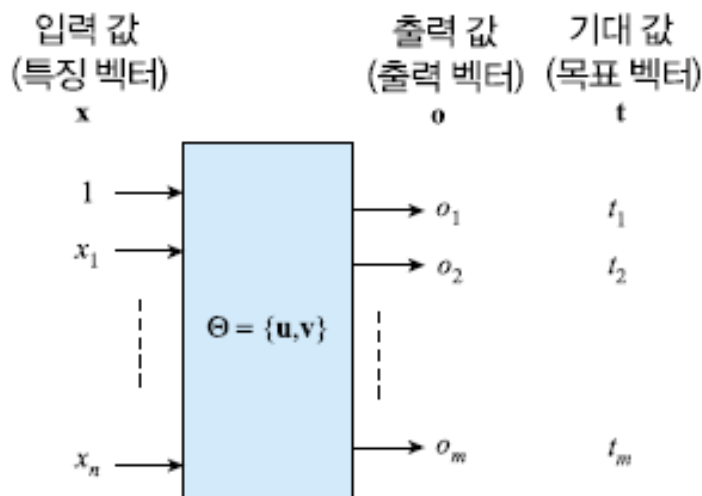 입력 값 출력 값 기대 값
(특징 벡터) (출력 벡터) (목표 벡터)
x o t
1 o₁ t₁
x₁ o₂ t₂
Θ = {u,v}
xₙ oₘ tₘ